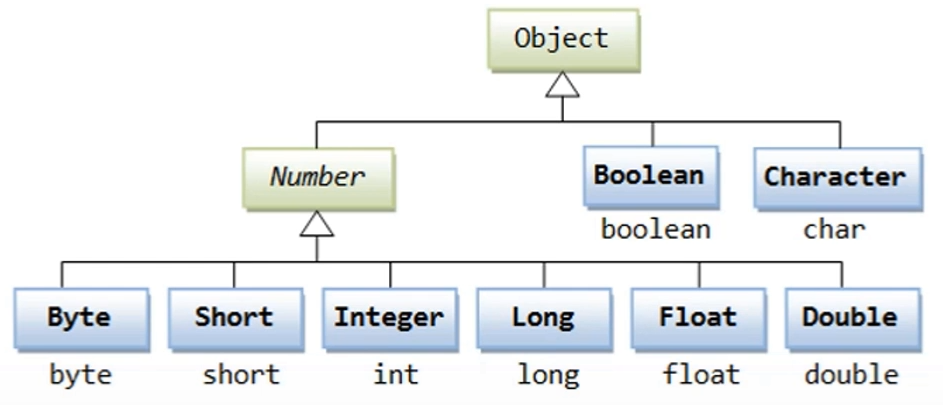 Object
Number Boolean Character
boolean char
Byte Short Integer Long Float Double
byte short int long float double